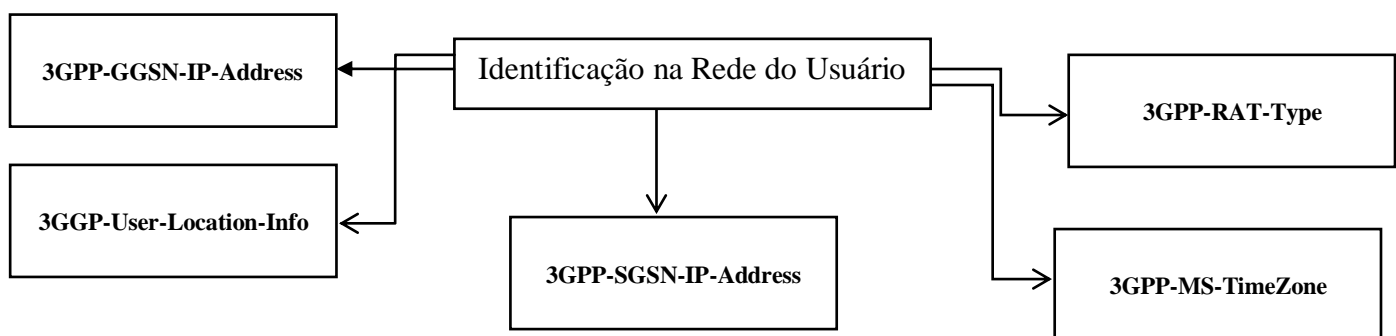 3GPP-GGSN-IP-Address
Identificação na Rede do Usuário
3GPP-RAT-Type
3GGP-User-Location-Info
3GPP-SGSN-IP-Address
3GPP-MS-TimeZone